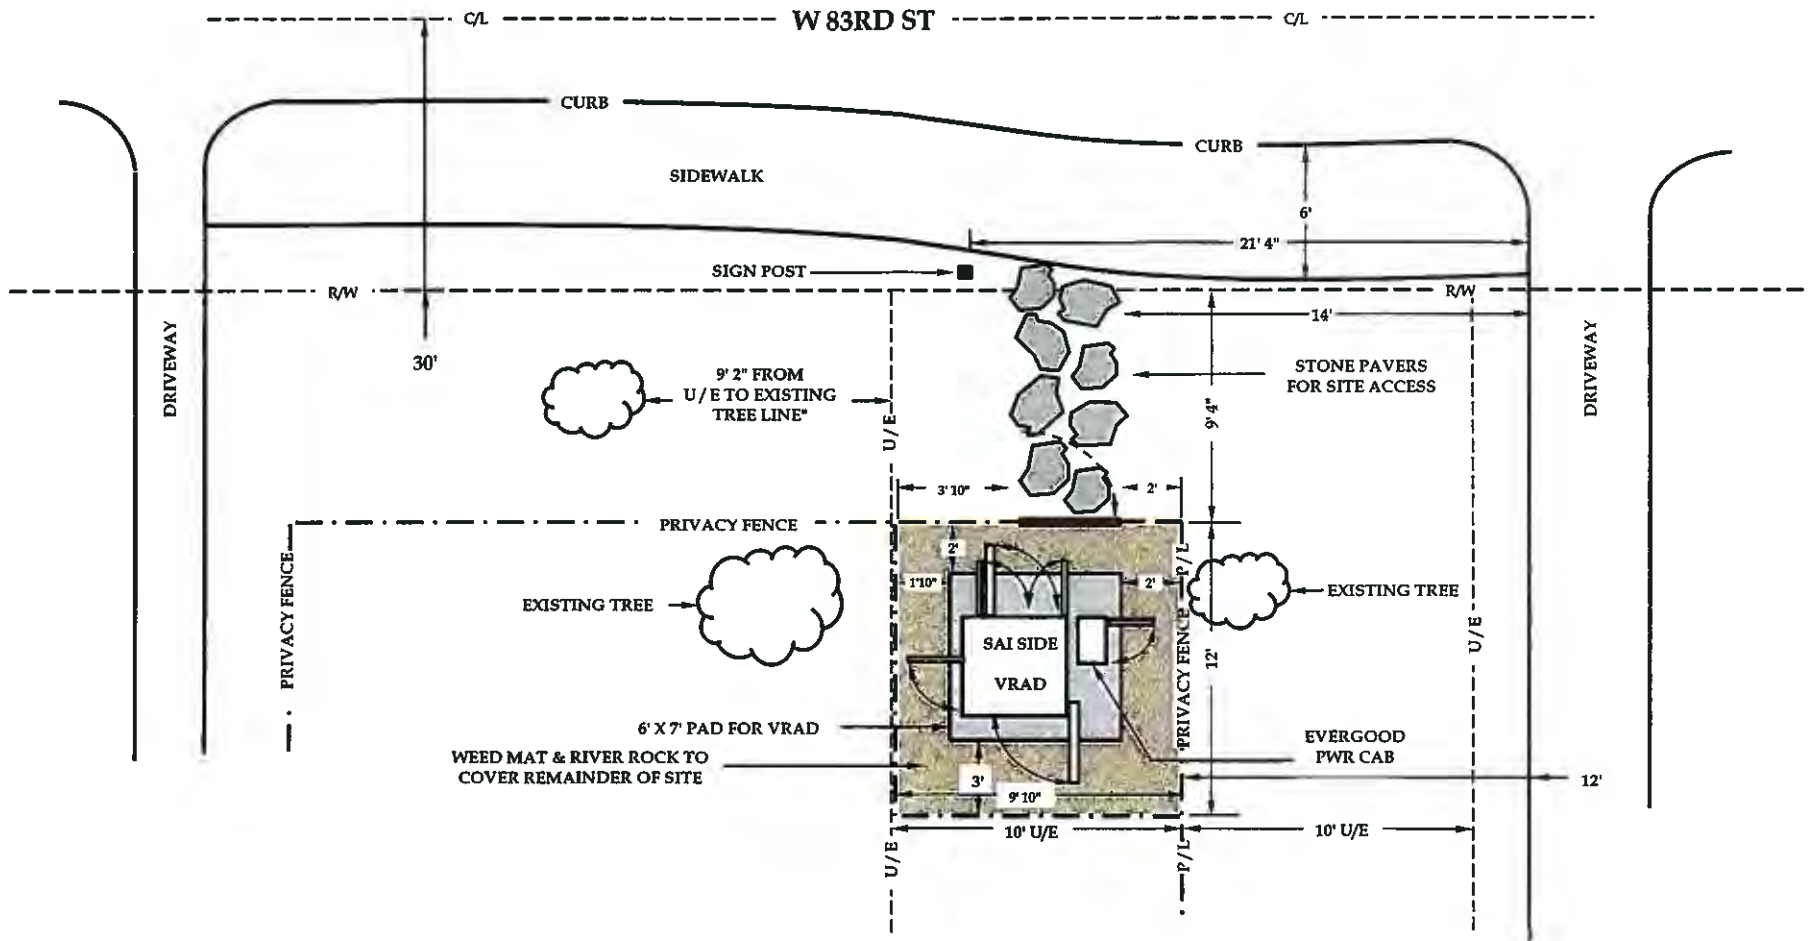 C/L
W 83RD ST
C/L
CURB
CURB
SIDEWALK
6'
21' 4"
SIGN POST
R/W
R/W
14'
30'
DRIVEWAY
DRIVEWAY
9' 2" FROM
U / E TO EXISTING
TREE LINE"
STONE PAVERS
FOR SITE ACCESS
U / E
9' 4"
3' 10"
2'
PRIVACY FENCE
PRIVACY FENCE
2'
1'10"
2'
P / L
EXISTING TREE
EXISTING TREE
SAI SIDE
VRAD
PRIVACY FENCE
12'
U / E
6' X 7' PAD FOR VRAD
WEED MAT & RIVER ROCK TO
COVER REMAINDER OF SITE
EVERGOOD
PWR CAB
3'
9' 10"
12'
10' U/E
10' U/E
U / E
P / L